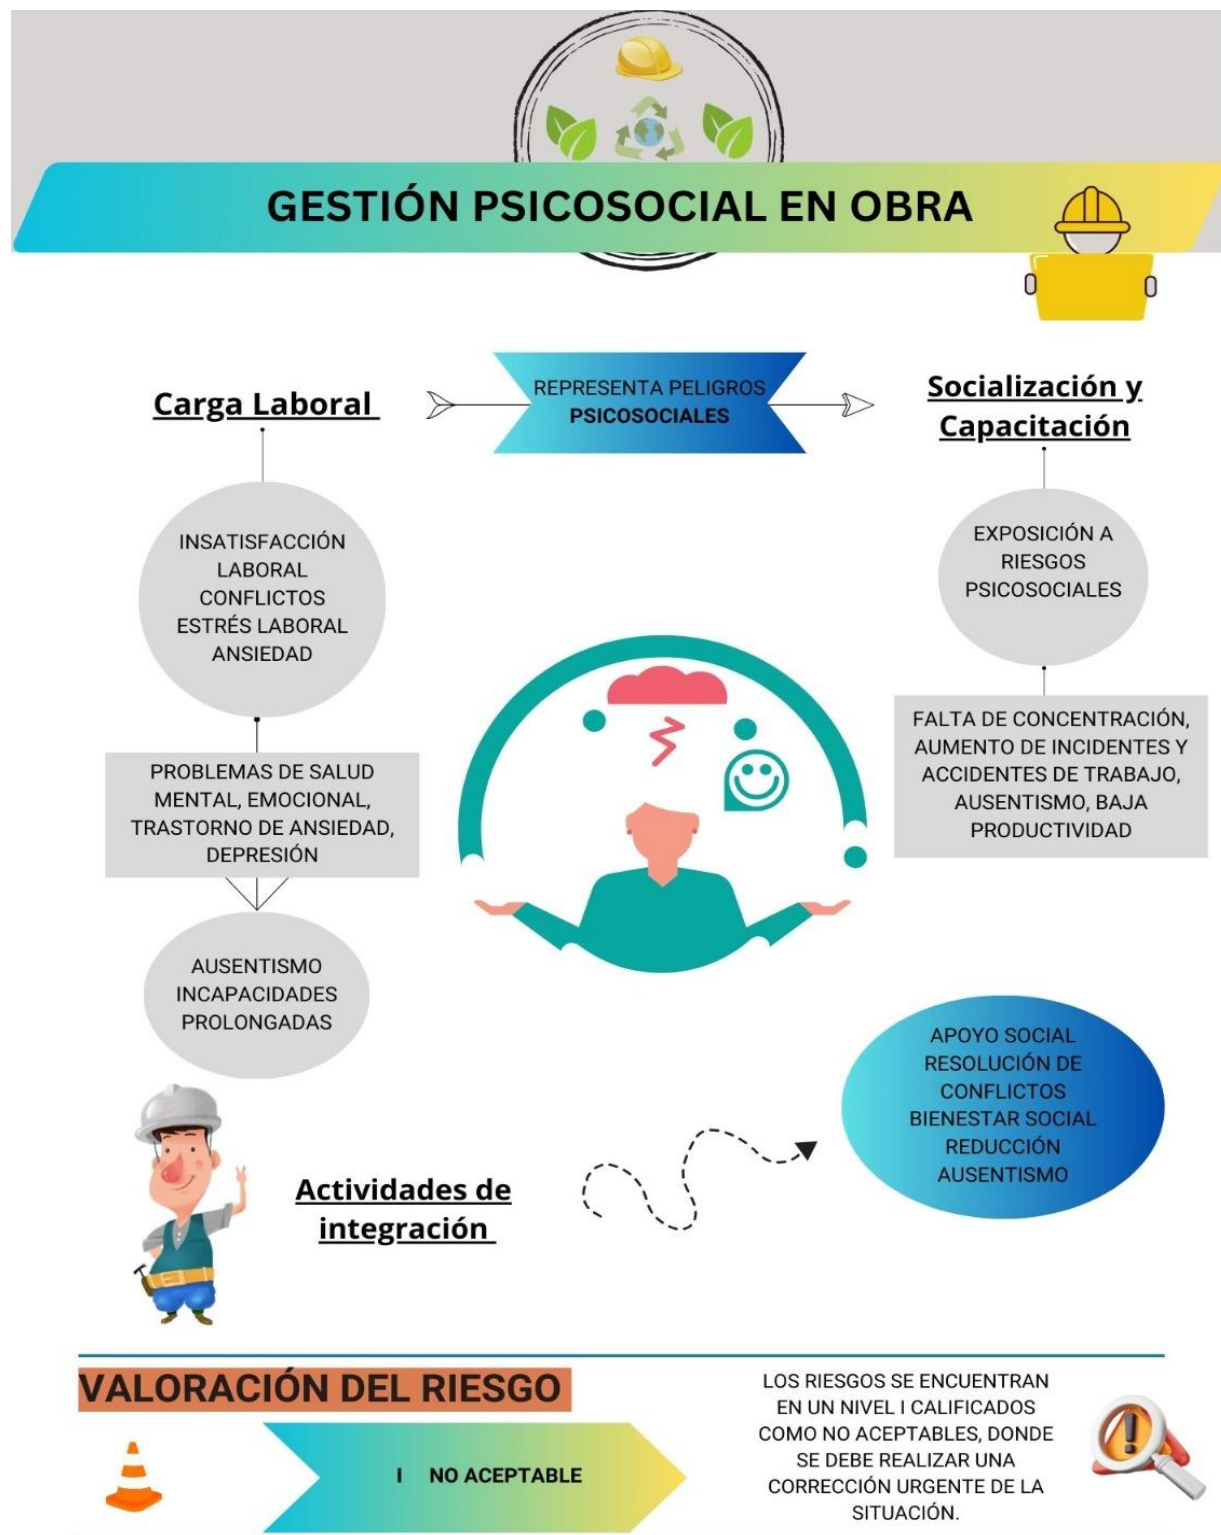 GESTIÓN PSICOSOCIAL EN OBRA
Carga Laboral
REPRESENTA PELIGROS
PSICOSOCIALES
Socialización y
Capacitación
INSATISFACCIÓN
LABORAL
CONFLICTOS
ESTRÉS LABORAL
ANSIEDAD
EXPOSICIÓN A
RIESGOS
PSICOSOCIALES
PROBLEMAS DE SALUD
MENTAL, EMOCIONAL,
TRASTORNO DE ANSIEDAD,
DEPRESIÓN
FALTA DE CONCENTRACIÓN,
AUMENTO DE INCIDENTES Y
ACCIDENTES DE TRABAJO,
AUSENTISMO, BAJA
PRODUCTIVIDAD
AUSENTISMO
INCAPACIDADES
PROLONGADAS
Actividades de
integración
APOYO SOCIAL
RESOLUCIÓN DE
CONFLICTOS
BIENESTAR SOCIAL
REDUCCIÓN
AUSENTISMO
VALORACIÓN DEL RIESGO
I NO ACEPTABLE
LOS RIESGOS SE ENCUENTRAN
EN UN NIVEL I CALIFICADOS
COMO NO ACEPTABLES, DONDE
SE DEBE REALIZAR UNA
CORRECCIÓN URGENTE DE LA
SITUACIÓN.